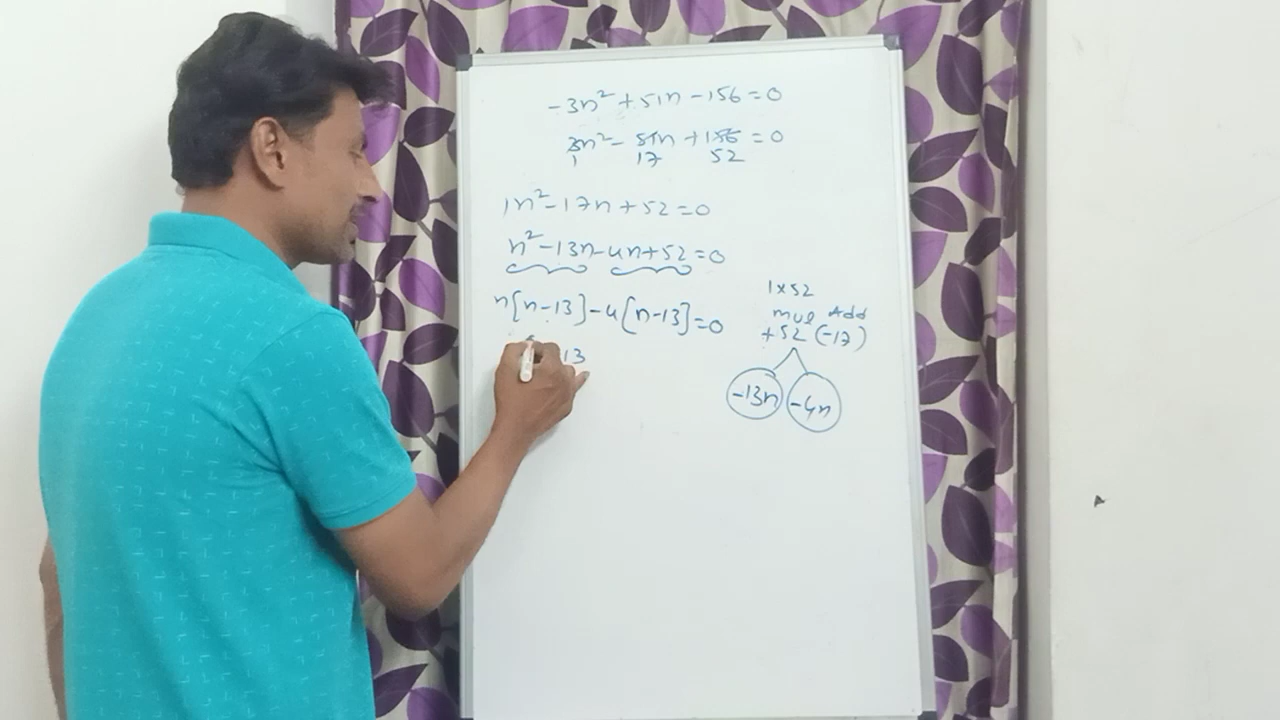 -3n² + 51n - 156 = 0
3n² - 51n + 156 = 0
1 17 52
1n² - 17n + 52 = 0
n² - 13n - 4n + 52 = 0
n[n - 13] - 4[n - 13] = 0
13
1 x 52
mul Add
+52 (-17)
-13n -4n